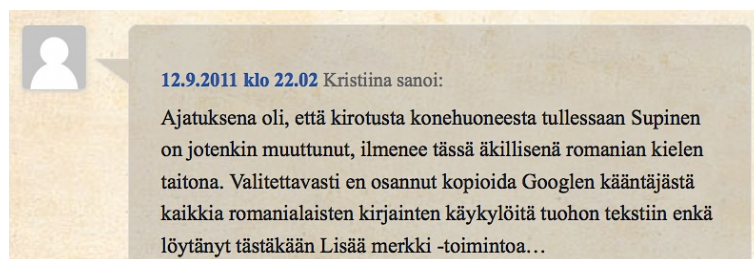 12.9.2011 klo 22.02 Kristiina sanoi:
Ajatuksena oli, että kirotusta konehuoneesta tullessaan Supinen
on jotenkin muuttunut, ilmenee tässä äkillisenä romanian kielen
taitona. Valitettavasti en osannut kopioida Googlen kääntäjästä
kaikkia romanialaisten kirjainten käykylöitä tuohon tekstiin enkä
löytänyt tästäkään Lisää merkki -toimintoa…